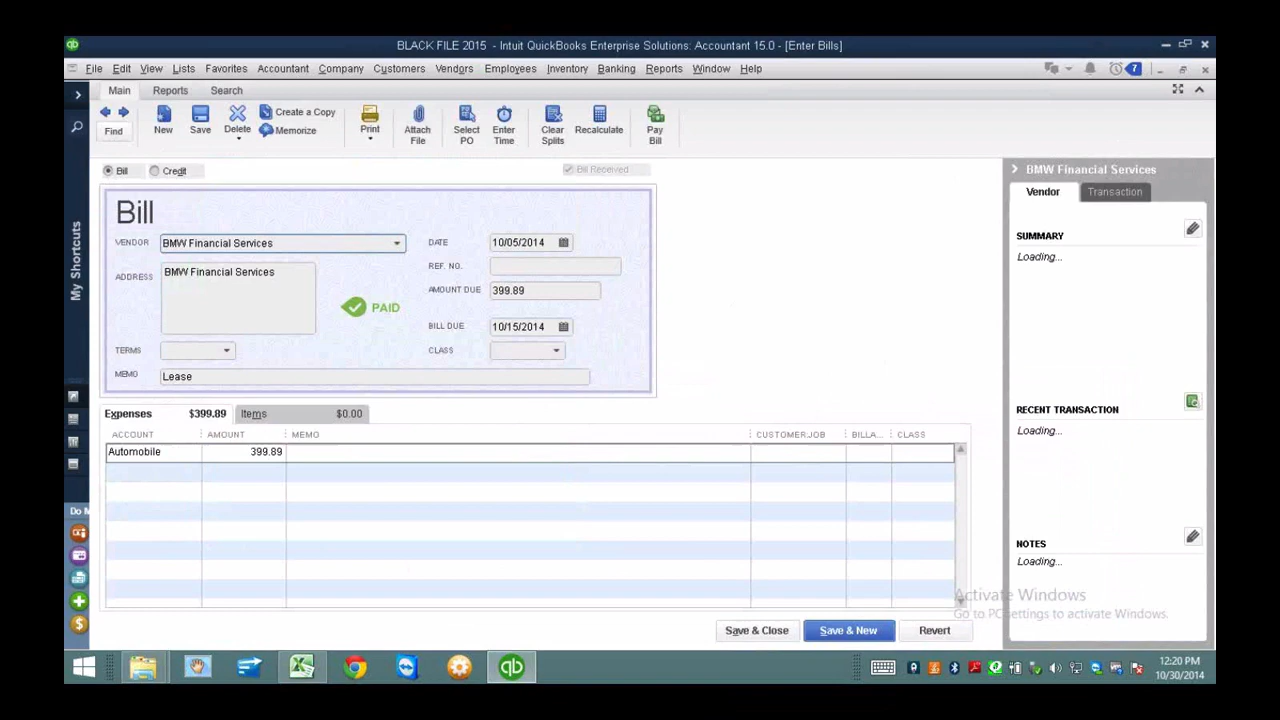 BLACK FILE 2015 - Intuit QuickBooks Enterprise Solutions: Accountant 15.0 - [Enter Bills]
File Edit View Lists Favorites Accountant Company Customers Vendors Employees Inventory Banking Reports Window Help 7
Main Reports Search
Find New Save Delete Create a Copy Memorize Print Attach File Select PO Enter Time Clear Splits Recalculate Pay Bill
My Shortcuts
Do M
Bill Credit Bill Received
Bill
VENDOR BMW Financial Services DATE 10/05/2014
ADDRESS BMW Financial Services REF. NO.
AMOUNT DUE 399.89
PAID
BILL DUE 10/15/2014
TERMS CLASS
MEMO Lease
Expenses $399.89 Items $0.00
ACCOUNT AMOUNT MEMO CUSTOMER:JOB BILLA... CLASS
Automobile 399.89
Save & Close Save & New Revert
BMW Financial Services
Vendor Transaction
SUMMARY
Loading...
RECENT TRANSACTION
Loading...
NOTES
Loading...
Activate Windows
Go to PC settings to activate Windows.
12:20 PM
10/30/2014